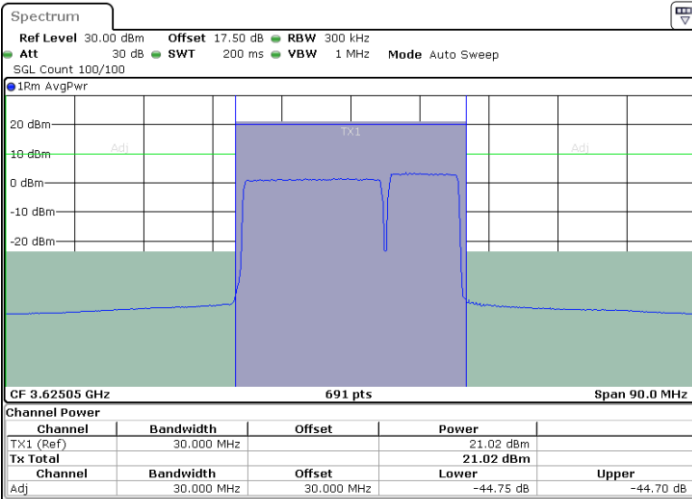 Spectrum
Ref Level 30.00 dBm Offset 17.50 dB RBW 300 kHz
Att 30 dB SWT 200 ms VBW 1 MHz Mode Auto Sweep
SGL Count 100/100
1Rm AvgPwr
20 dBm
TX1
Adj
Adj
10 dBm
0 dBm
-10 dBm
-20 dBm
CF 3.62505 GHz 691 pts Span 90.0 MHz
Channel Power
Channel Bandwidth Offset Power
TX1 (Ref) 30.000 MHz 21.02 dBm
Tx Total 21.02 dBm
Channel Bandwidth Offset Lower Upper
Adj 30.000 MHz 30.000 MHz -44.75 dB -44.70 dB